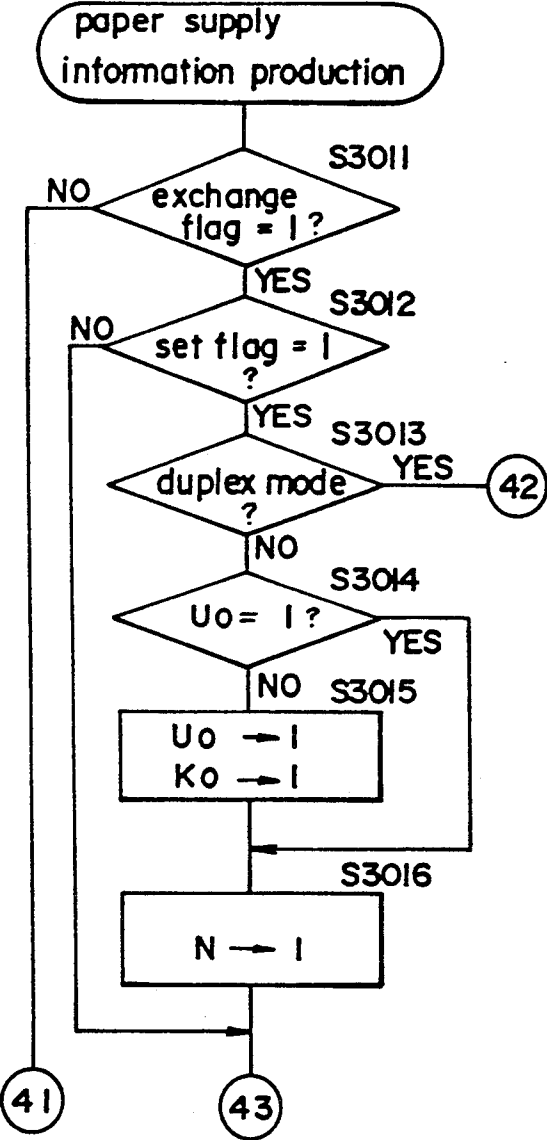 paper supply
information production
S3011
NO
exchange
flag = 1 ?
YES
S3012
NO
set flag = 1
?
YES
S3013
duplex mode
?
YES
42
NO
S3014
Uo = 1 ?
YES
NO
S3015
Uo → 1
Ko → 1
S3016
N → 1
41
43